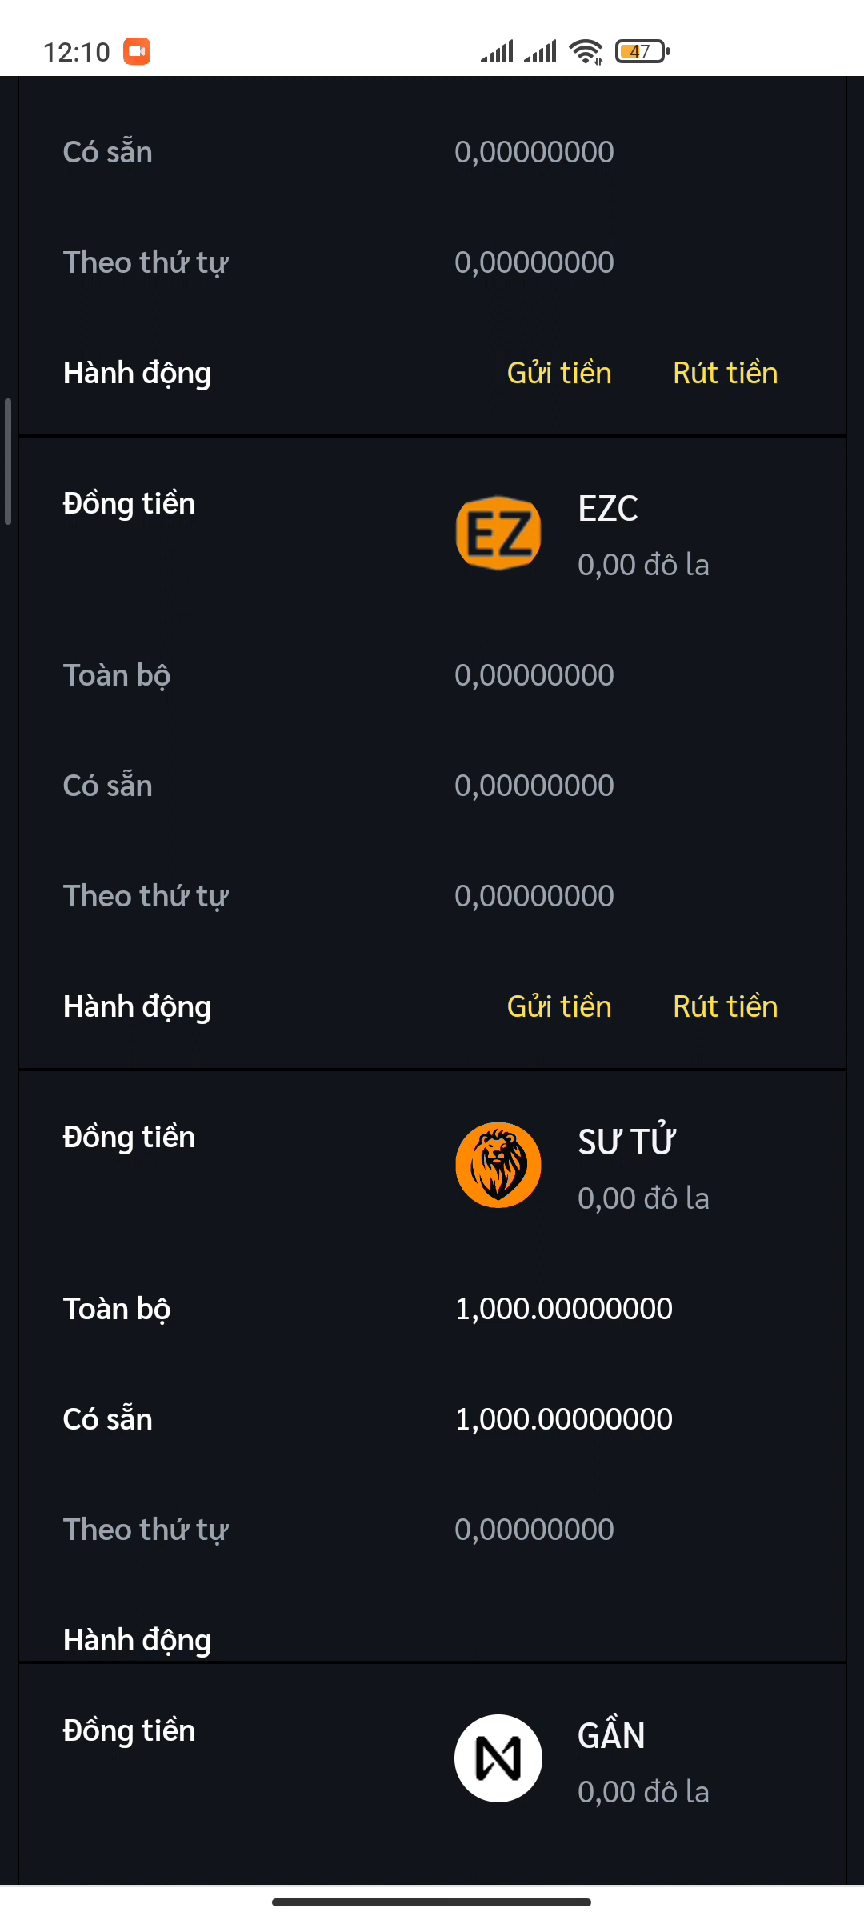 12:10
47
Có sẵn 0,00000000
Theo thứ tự 0,00000000
Hành động Gửi tiền Rút tiền
Đồng tiền EZ EZC
0,00 đô la
Toàn bộ 0,00000000
Có sẵn 0,00000000
Theo thứ tự 0,00000000
Hành động Gửi tiền Rút tiền
Đồng tiền SƯ TỬ
0,00 đô la
Toàn bộ 1,000.00000000
Có sẵn 1,000.00000000
Theo thứ tự 0,00000000
Hành động
Đồng tiền GẦN
0,00 đô la